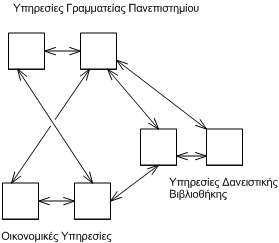 Υπηρεσίες Γραμματείας Πανεπιστημίου
Υπηρεσίες Δανειστικής
Βιβλιοθήκης
Οικονομικές Υπηρεσίες